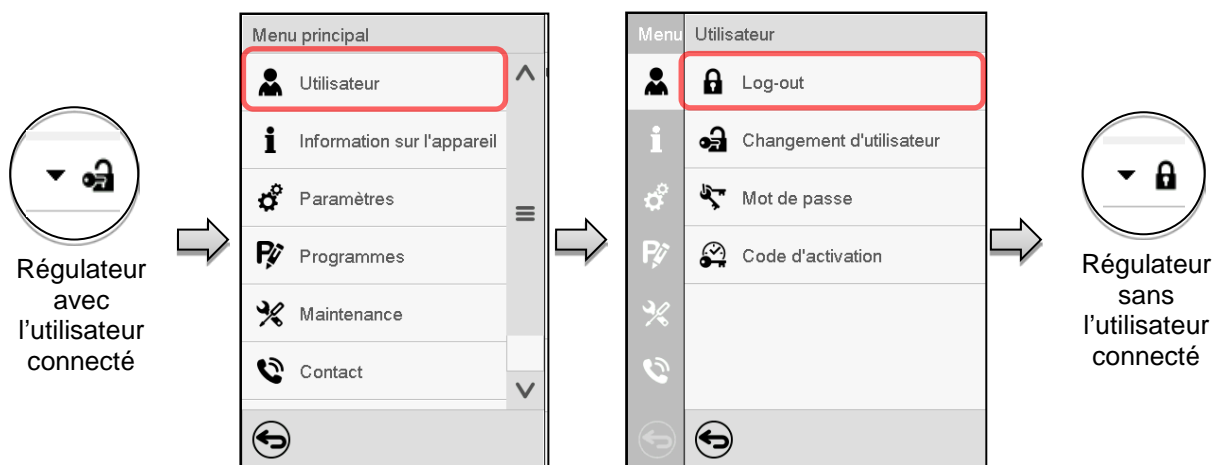 Régulateur
avec
l’utilisateur
connecté
Menu principal
Utilisateur
Information sur l'appareil
Paramètres
Programmes
Maintenance
Contact
Menu
Utilisateur
Log-out
Changement d'utilisateur
Mot de passe
Code d'activation
Régulateur
sans
l’utilisateur
connecté